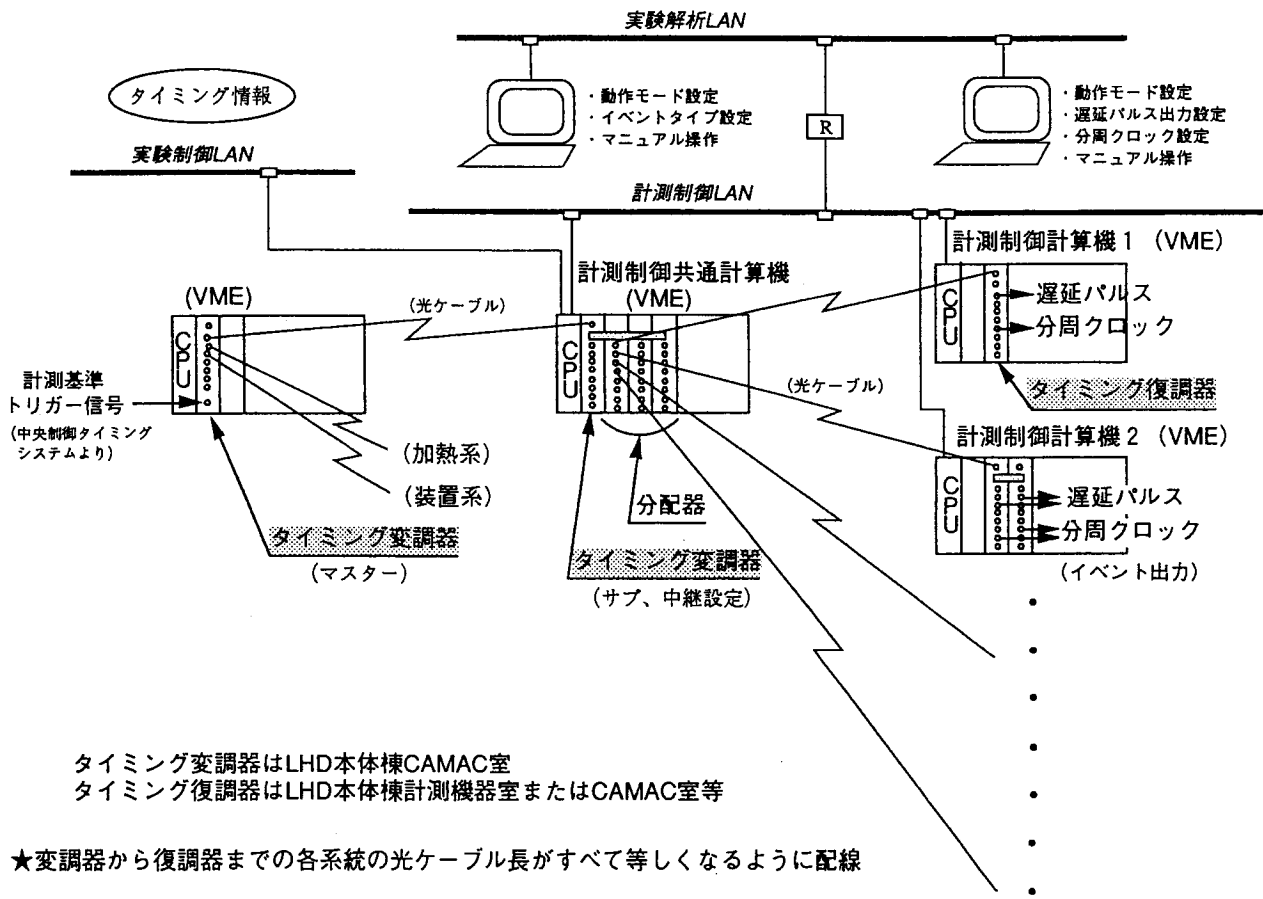 実験解析LAN
タイミング情報
・動作モード設定
・イベントタイプ設定
・マニュアル操作
R
・動作モード設定
・遅延パルス出力設定
・分周クロック設定
・マニュアル操作
実験制御LAN
計測制御LAN
計測制御計算機1 (VME)
計測制御共通計算機
(VME)
(VME)
(光ケーブル)
CPU
CPU
CPU
遅延パルス
分周クロック
計測基準
トリガー信号
(中央制御タイミング
システムより)
(光ケーブル)
タイミング復調器
計測制御計算機2 (VME)
(加熱系)
(装置系)
分配器
CPU
遅延パルス
分周クロック
(イベント出力)
タイミング変調器
(マスター)
タイミング変調器
(サブ、中継設定)
タイミング変調器はLHD本体棟CAMAC室
タイミング復調器はLHD本体棟計測機器室またはCAMAC室等
★変調器から復調器までの各系統の光ケーブル長がすべて等しくなるように配線